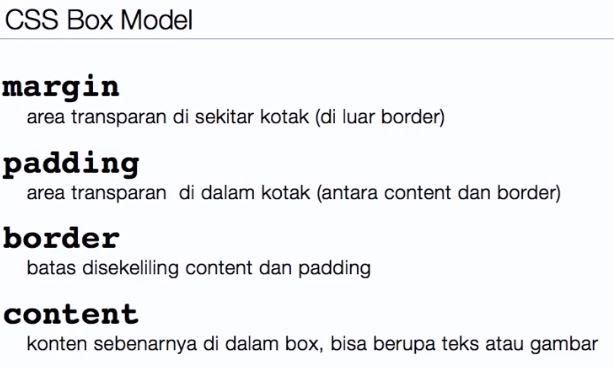 CSS Box Model
margin
area transparan di sekitar kotak (di luar border)
padding
area transparan di dalam kotak (antara content dan border)
border
batas disekeliling content dan padding
content
konten sebenarnya di dalam box, bisa berupa teks atau gambar